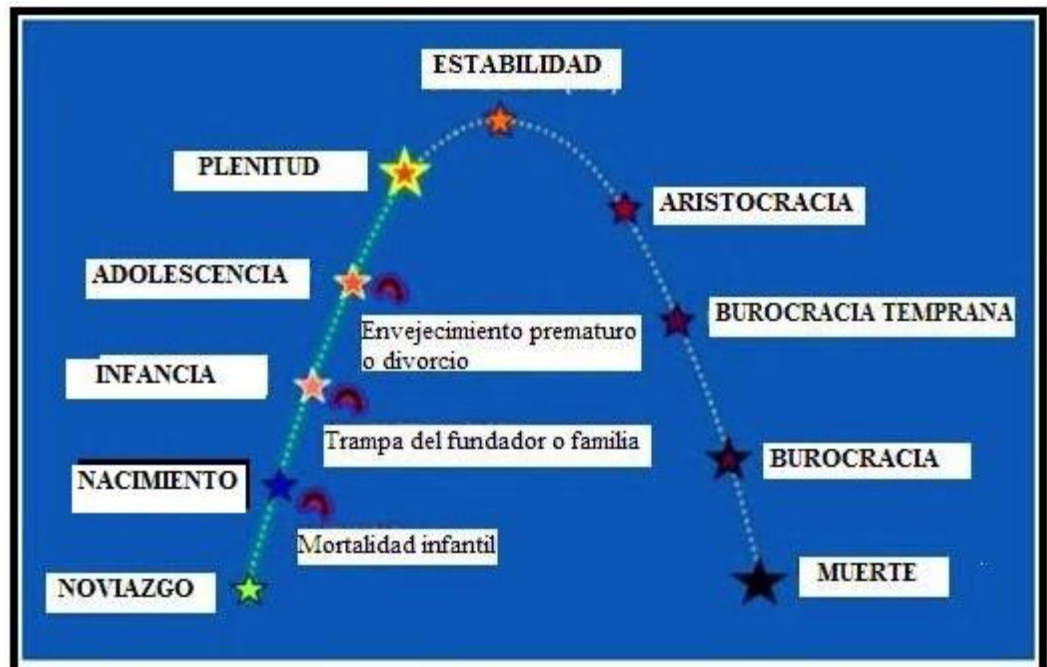 ESTABILIDAD
PLENITUD
ARISTOCRACIA
ADOLESCENCIA
Envejecimiento prematuro
o divorcio
BUROCRACIA TEMPRANA
INFANCIA
Trampa del fundador o familia
NACIMIENTO
BUROCRACIA
Mortalidad infantil
NOVIAZGO
MUERTE